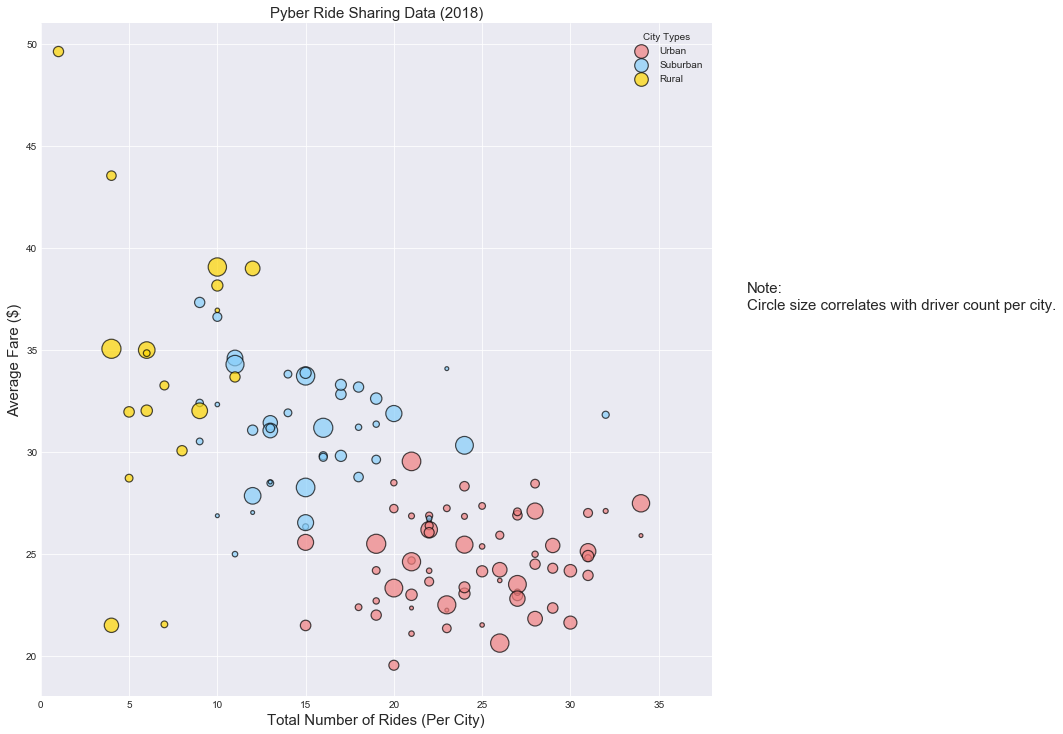 Pyber Ride Sharing Data (2018)
City Types
Urban
Suburban
Rural
50
45
40
35
30
25
20
Average Fare ($)
0 5 10 15 20 25 30 35
Total Number of Rides (Per City)
Note:
Circle size correlates with driver count per city.